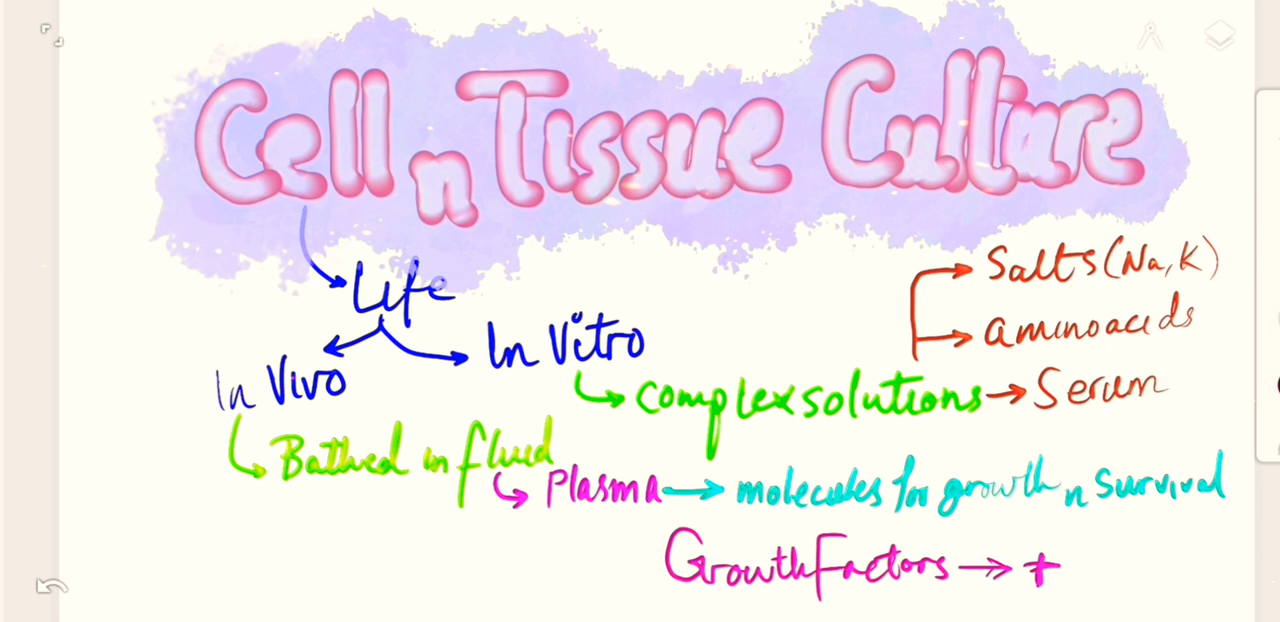 Cell n Tissue Culture
Life
Salts (Na, K)
aminoacids
In Vitro
In Vivo
complex solutions → Serum
Bathed in fluid
Plasma → molecules for growth n Survival
Growth Factors → +